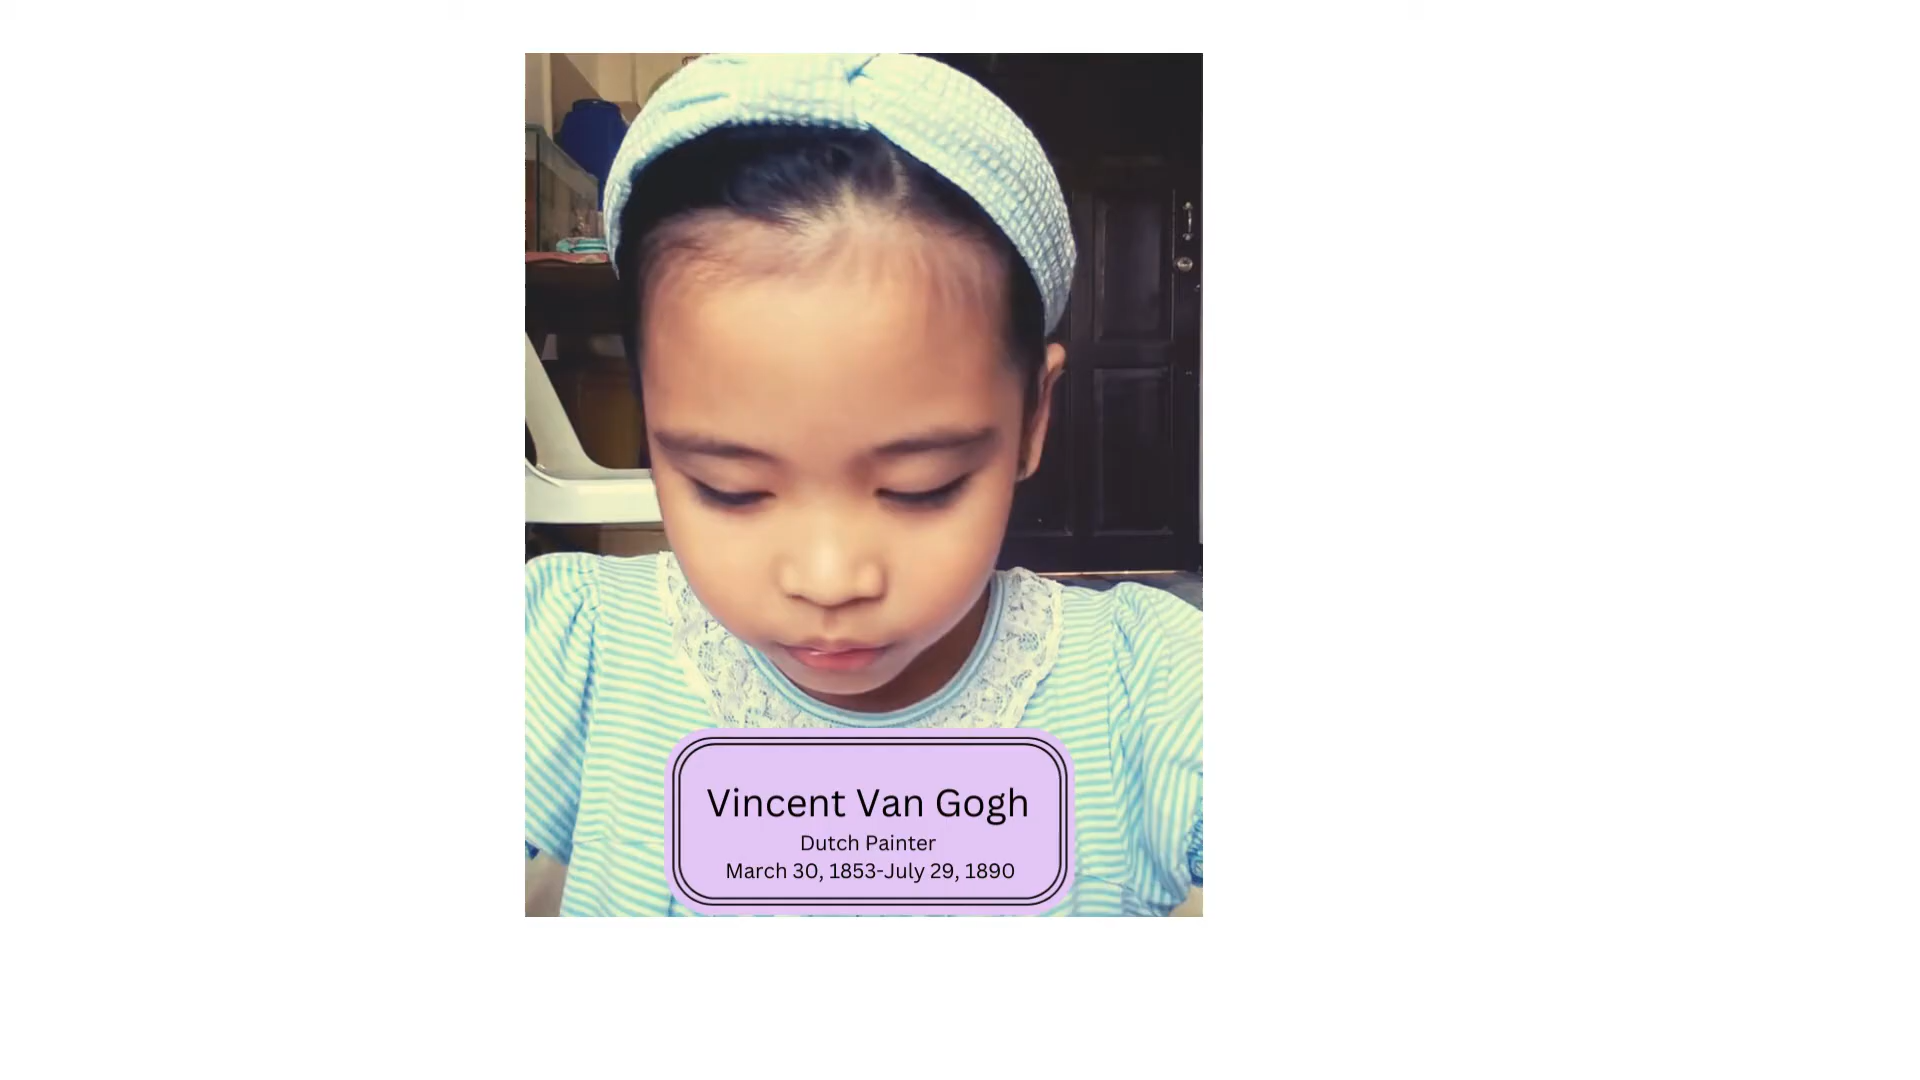 Vincent Van Gogh
Dutch Painter
March 30, 1853-July 29, 1890